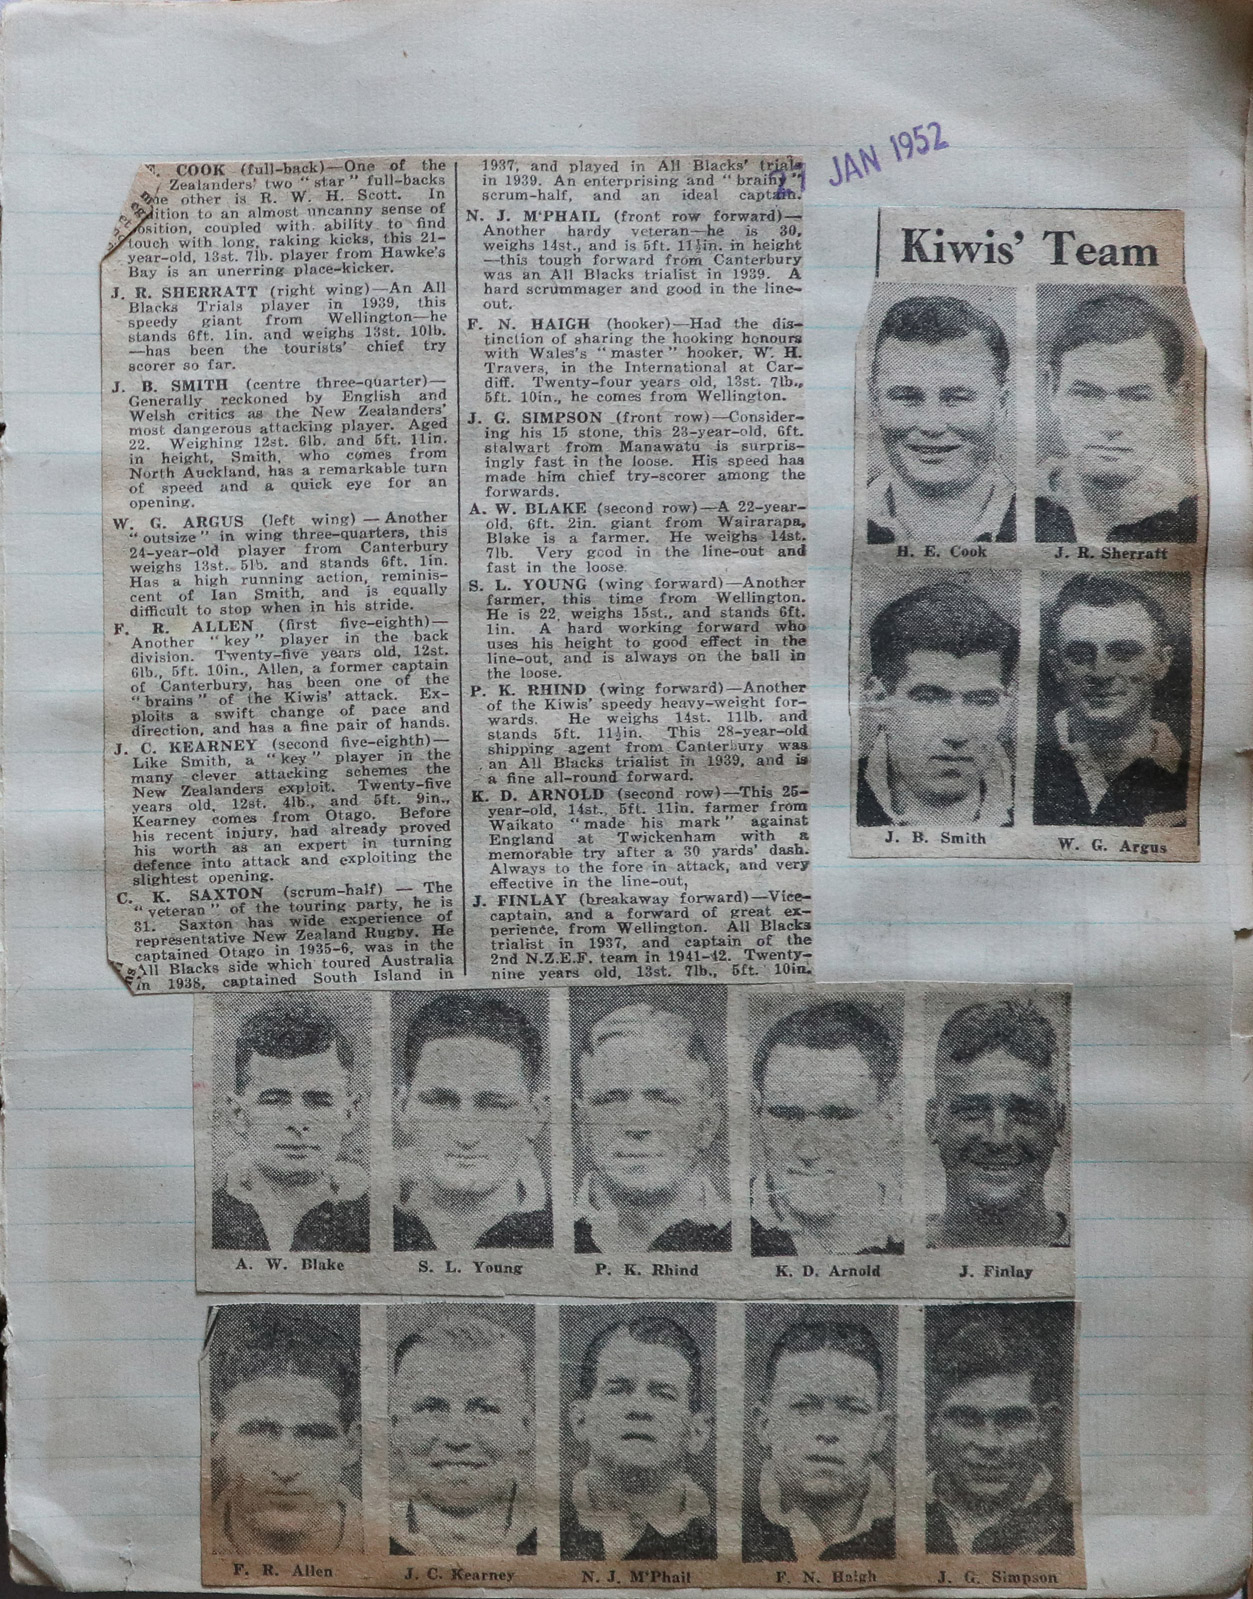 COOK (full-back)—One of the
Zealanders' two "star" full-backs
other is R. W. H. Scott. In
dition to an almost uncanny sense of
position, coupled with ability to find
touch with long, raking kicks, this 21-
year-old, 13st. 7lb. player from Hawke's
Bay is an unerring place-kicker.
J. R. SHERRATT (right wing)—An All
Blacks Trials player in 1939, this
speedy giant from Wellington—he
stands 6ft. 1in. and weighs 13st. 10lb.
—has been the tourists' chief try
scorer so far.
J. B. SMITH (centre three-quarter)—
Generally reckoned by English and
Welsh critics as the New Zealanders'
most dangerous attacking player. Aged
22. Weighing 12st. 6lb. and 5ft. 11in.
in height, Smith, who comes from
North Auckland, has a remarkable turn
of speed and a quick eye for an
opening.
W. G. ARGUS (left wing) — Another
"outsize" in wing three-quarters, this
24-year-old player from Canterbury
weighs 13st. 5lb. and stands 6ft. 1in.
Has a high running action, reminis-
cent of Ian Smith, and is equally
difficult to stop when in his stride.
F. R. ALLEN (first five-eighth)—
Another "key" player in the back
division. Twenty-five years old, 12st.
6lb., 5ft. 10in., Allen, a former captain
of Canterbury, has been one of the
"brains" of the Kiwis' attack. Ex-
ploits a swift change of pace and
direction, and has a fine pair of hands.
J. C. KEARNEY (second five-eighth)—
Like Smith, a "key" player in the
many clever attacking schemes the
New Zealanders exploit. Twenty-five
years old, 12st. 4lb., and 5ft. 9in.,
Kearney comes from Otago. Before
his recent injury, had already proved
his worth as an expert in turning
defence into attack and exploiting the
slightest opening.
C. K. SAXTON (scrum-half) — The
"veteran" of the touring party, he is
31. Saxton has wide experience of
representative New Zealand Rugby. He
captained Otago in 1935-6, was in the
All Blacks side which toured Australia
in 1938, captained South Island in
1937, and played in All Blacks' trials
in 1939. An enterprising and "brainy"
scrum-half, and an ideal captain.
N. J. M'PHAIL (front row forward)—
Another hardy veteran—he is 30,
weighs 14st., and is 5ft. 11½in. in height
—this tough forward from Canterbury
was an All Blacks trialist in 1939. A
hard scrummager and good in the line-
out.
F. N. HAIGH (hooker)—Had the dis-
tinction of sharing the hooking honours
with Wales's "master" hooker, W. H.
Travers, in the International at Car-
diff. Twenty-four years old, 13st. 7lb.,
5ft. 10in., he comes from Wellington.
J. G. SIMPSON (front row)—Consider-
ing his 15 stone, this 23-year-old, 6ft.
stalwart from Manawatu is surpris-
ingly fast in the loose. His speed has
made him chief try-scorer among the
forwards.
A. W. BLAKE (second row)—A 22-year-
old, 6ft. 2in. giant from Wairarapa,
Blake is a farmer. He weighs 14st.
7lb. Very good in the line-out and
fast in the loose.
S. L. YOUNG (wing forward)—Another
farmer, this time from Wellington.
He is 22, weighs 15st., and stands 6ft.
1in. A hard working forward who
uses his height to good effect in the
line-out, and is always on the ball in
the loose.
P. K. RHIND (wing forward)—Another
of the Kiwis' speedy heavy-weight for-
wards. He weighs 14st. 11lb. and
stands 5ft. 11½in. This 28-year-old
shipping agent from Canterbury was
an All Blacks trialist in 1939, and is
a fine all-round forward.
K. D. ARNOLD (second row)—This 25-
year-old, 14st., 5ft. 11in. farmer from
Waikato "made his mark" against
England at Twickenham with a
memorable try after a 30 yards' dash.
Always to the fore in attack, and very
effective in the line-out,
J. FINLAY (breakaway forward)—Vice-
captain, and a forward of great ex-
perience, from Wellington. All Blacks
trialist in 1937, and captain of the
2nd N.Z.E.F. team in 1941-42. Twenty-
nine years old, 13st. 7lb., 5ft. 10in.
JAN 1952
Kiwis' Team
H. E. Cook
J. R. Sherratt
J. B. Smith
W. G. Argus
A. W. Blake
S. L. Young
P. K. Rhind
K. D. Arnold
J. Finlay
F. R. Allen
J. C. Kearney
N. J. M'Phail
F. N. Haigh
J. G. Simpson